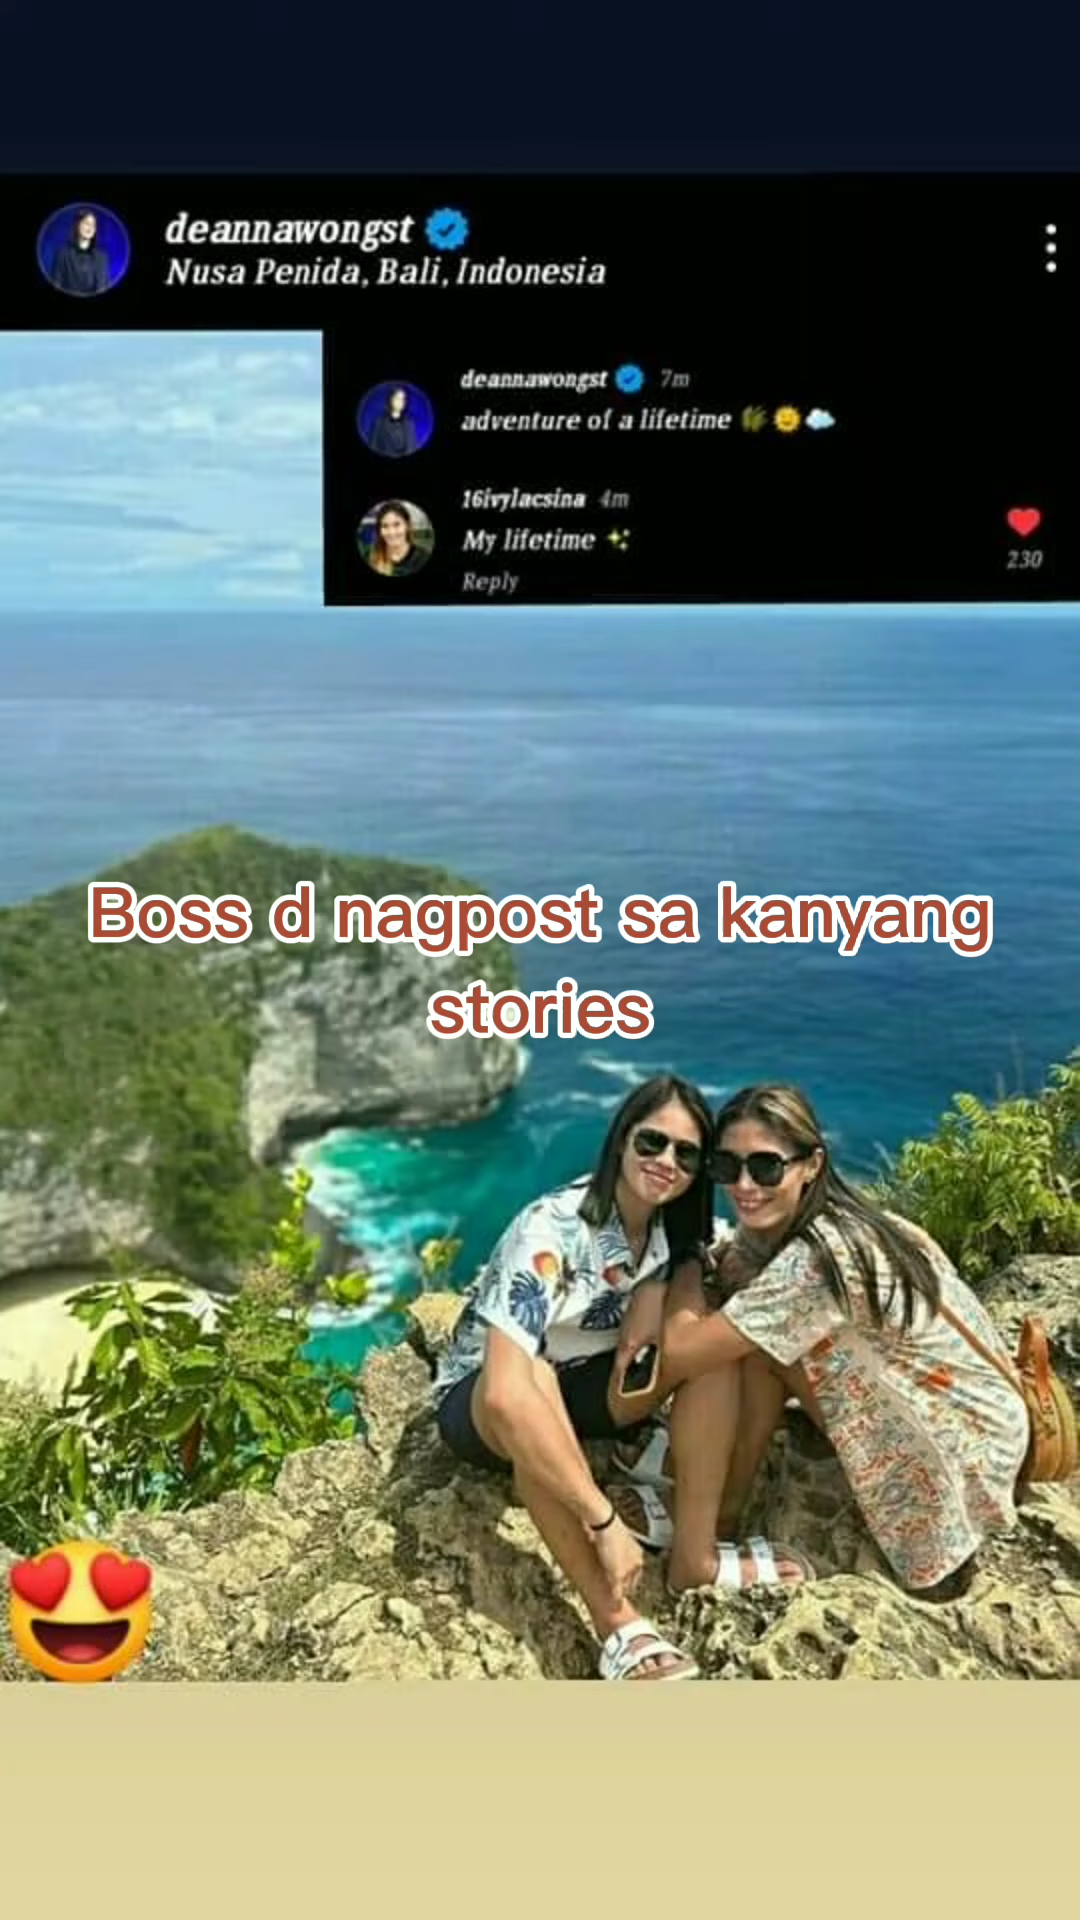 deannawongst
Nusa Penida, Bali, Indonesia
deannawongst 7m
adventure of a lifetime
16ivylacsina 4m
My lifetime
230
Reply
Boss d nagpost sa kanyang
stories